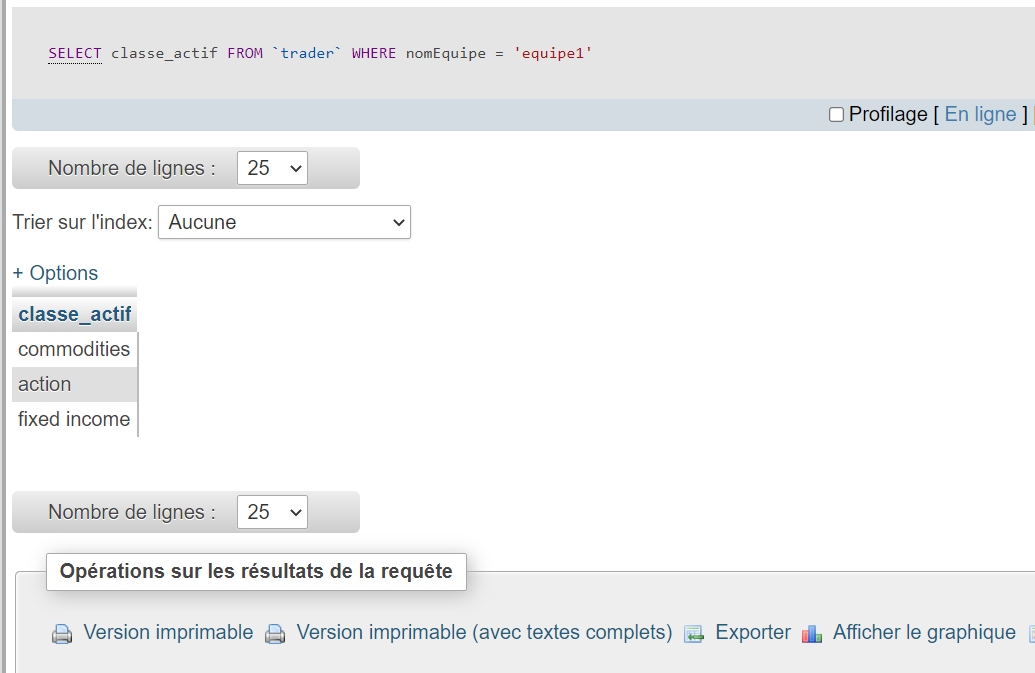 SELECT classe_actif FROM `trader` WHERE nomEquipe = 'equipe1'
Profilage [ En ligne ]
Nombre de lignes : 25
Trier sur l'index: Aucune
+ Options
classe_actif
commodities
action
fixed income
Nombre de lignes : 25
Opérations sur les résultats de la requête
Version imprimable Version imprimable (avec textes complets) Exporter Afficher le graphique